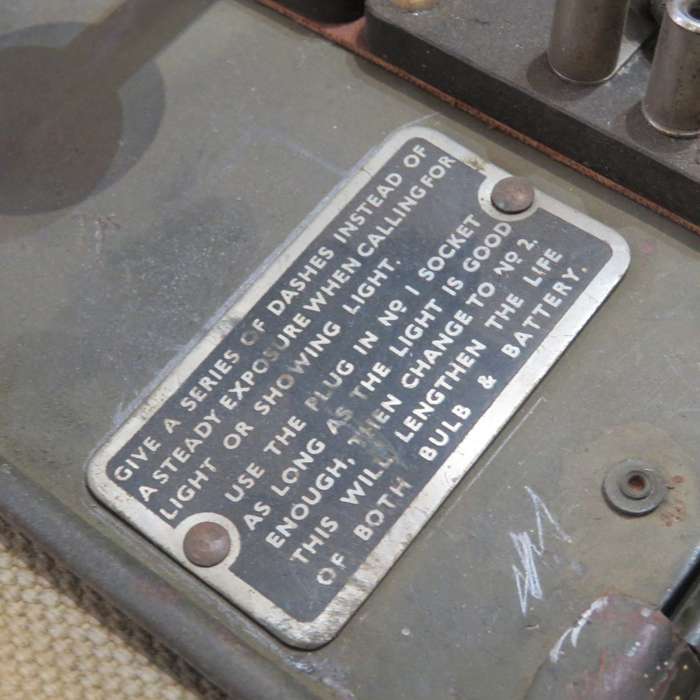 GIVE A SERIES OF DASHES INSTEAD OF
A STEADY EXPOSURE WHEN CALLING FOR
LIGHT OR SHOWING LIGHT.
USE THE PLUG IN Nº 1 SOCKET
AS LONG AS THE LIGHT IS GOOD
ENOUGH, THEN CHANGE TO Nº 2.
THIS WILL LENGTHEN THE LIFE
OF BOTH BULB & BATTERY.